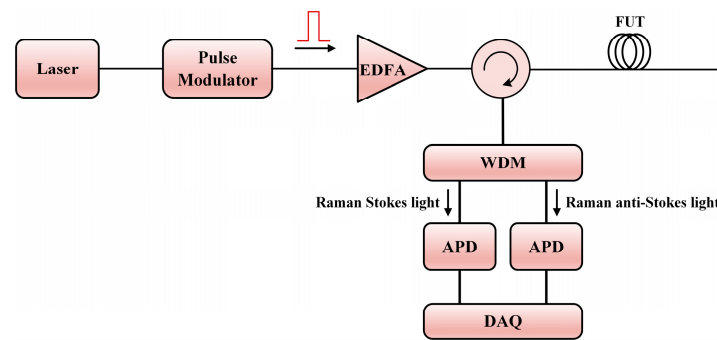 FUT
Laser
Pulse
Modulator
EDFA
WDM
Raman Stokes light
Raman anti-Stokes light
APD
APD
DAQ